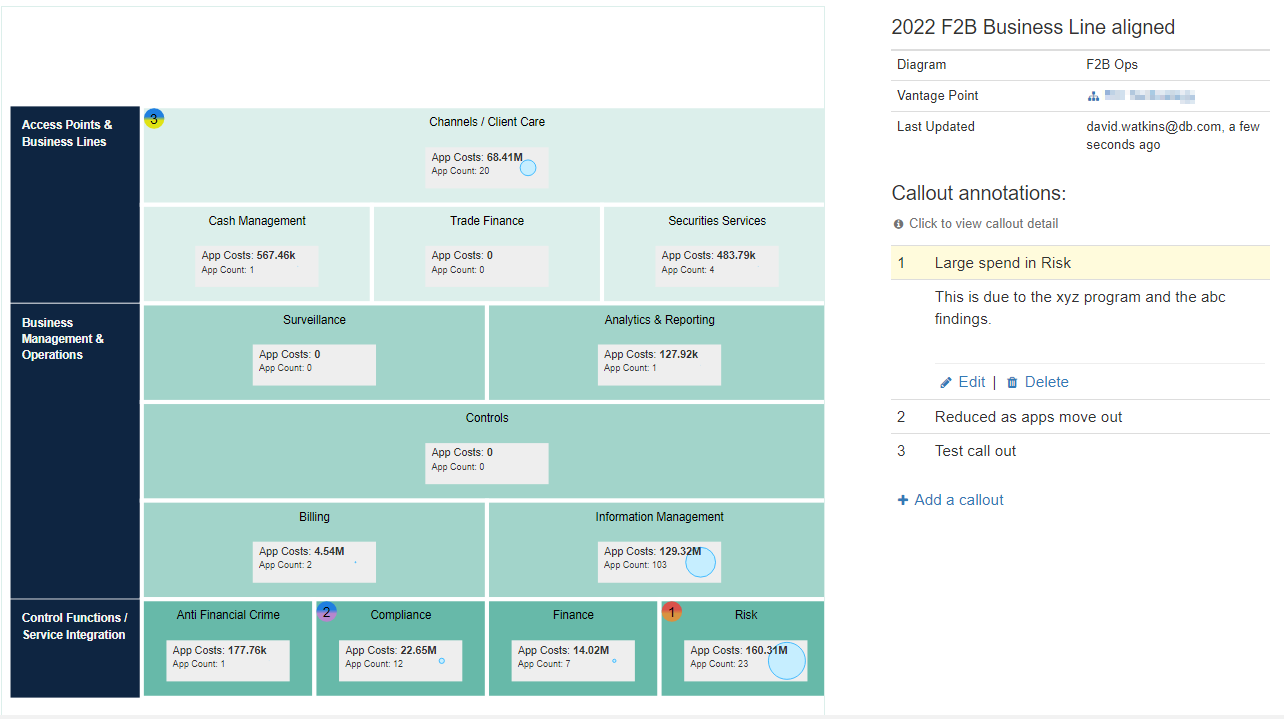 3
Access Points &
Business Lines
Channels / Client Care
App Costs: 68.41M
App Count: 20
Cash Management
App Costs: 567.46k
App Count: 1
Trade Finance
App Costs: 0
App Count: 0
Securities Services
App Costs: 483.79k
App Count: 4
Business
Management &
Operations
Surveillance
App Costs: 0
App Count: 0
Analytics & Reporting
App Costs: 127.92k
App Count: 1
Controls
App Costs: 0
App Count: 0
Billing
App Costs: 4.54M
App Count: 2
Information Management
App Costs: 129.32M
App Count: 103
Control Functions /
Service Integration
Anti Financial Crime
App Costs: 177.76k
App Count: 1
2
Compliance
App Costs: 22.65M
App Count: 12
Finance
App Costs: 14.02M
App Count: 7
1
Risk
App Costs: 160.31M
App Count: 23
2022 F2B Business Line aligned
Diagram F2B Ops
Vantage Point
Last Updated david.watkins@db.com, a few
seconds ago
Callout annotations:
Click to view callout detail
1 Large spend in Risk
This is due to the xyz program and the abc
findings.
Edit | Delete
2 Reduced as apps move out
3 Test call out
+ Add a callout